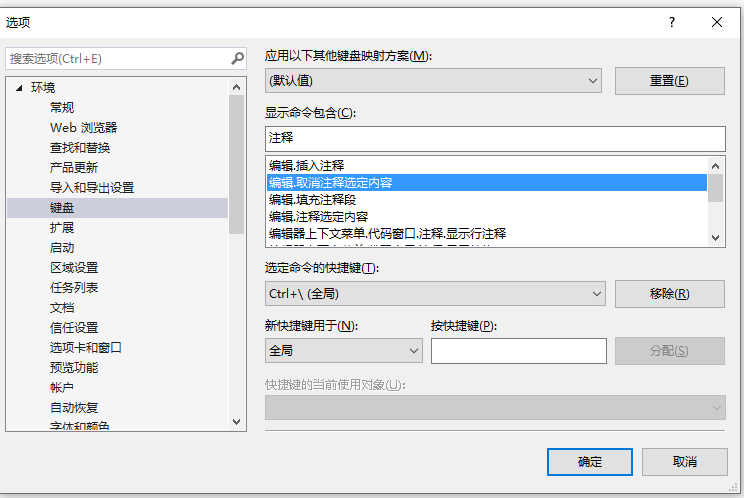 选项
搜索选项(Ctrl+E)
环境
常规
Web 浏览器
查找和替换
产品更新
导入和导出设置
键盘
扩展
启动
区域设置
任务列表
文档
信任设置
选项卡和窗口
预览功能
帐户
自动恢复
字体和颜色
应用以下其他键盘映射方案(M):
(默认值)
重置(E)
显示命令包含(C):
注释
编辑.插入注释
编辑.取消注释选定内容
编辑.填充注释段
编辑.注释选定内容
编辑器上下文菜单.代码窗口.注释.显示行注释
选定命令的快捷键(T):
Ctrl+\ (全局)
移除(R)
新快捷键用于(N):
按快捷键(P):
全局
分配(S)
快捷键的当前使用对象(U):
确定
取消